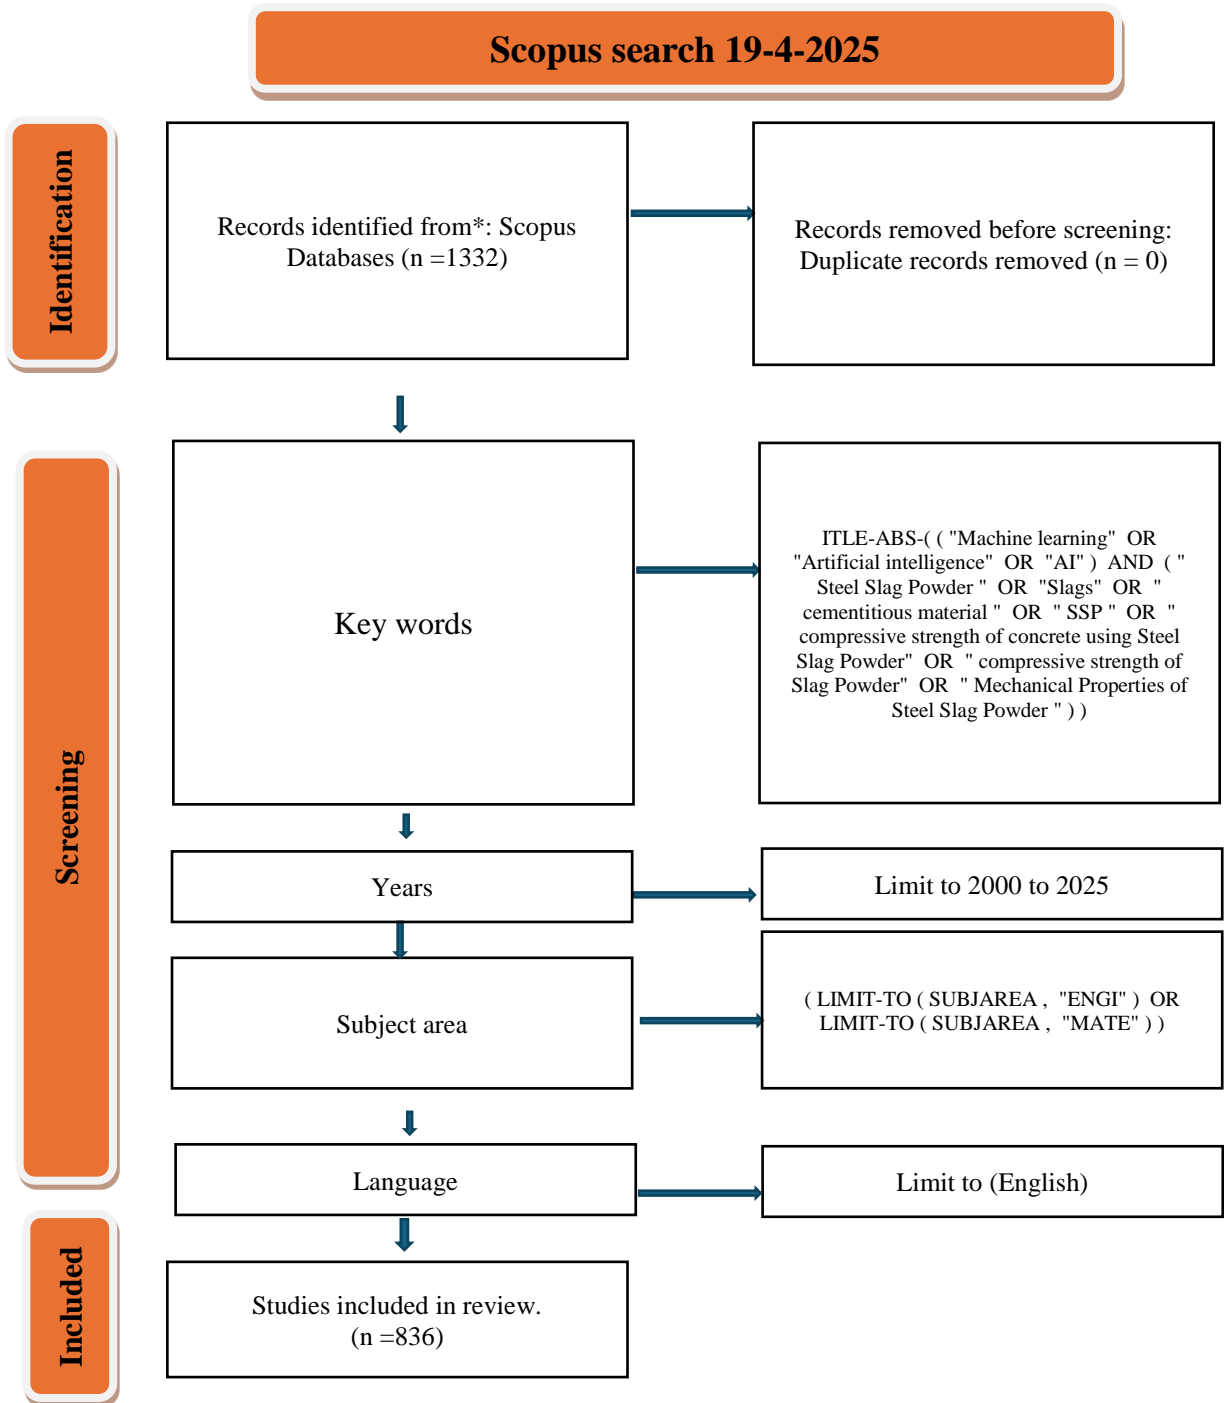 Scopus search 19-4-2025
Identification
Records identified from*: Scopus
Databases (n =1332)
Records removed before screening:
Duplicate records removed (n = 0)
Screening
Key words
ITLE-ABS-( ( "Machine learning" OR
"Artificial intelligence" OR "AI" ) AND ( "
Steel Slag Powder " OR "Slags" OR "
cementitious material " OR " SSP " OR "
compressive strength of concrete using Steel
Slag Powder" OR " compressive strength of
Slag Powder" OR " Mechanical Properties of
Steel Slag Powder " ) )
Years
Limit to 2000 to 2025
Subject area
( LIMIT-TO ( SUBJAREA , "ENGI" ) OR
LIMIT-TO ( SUBJAREA , "MATE" ) )
Language
Limit to (English)
Included
Studies included in review.
(n =836)